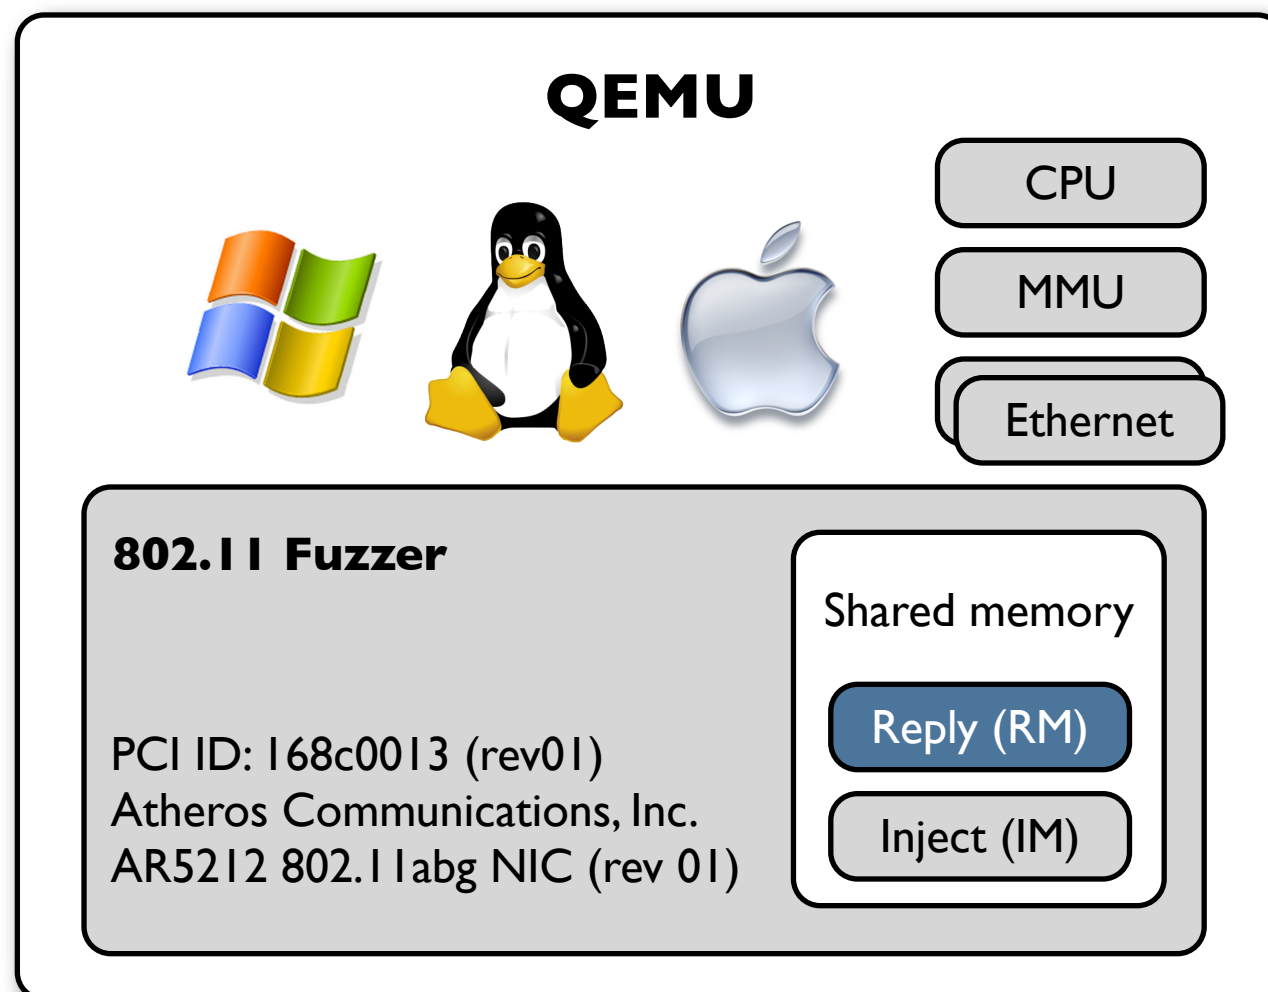 QEMU
CPU
MMU
Ethernet
802.11 Fuzzer
PCI ID: 168c0013 (rev01)
Atheros Communications, Inc.
AR5212 802.11abg NIC (rev 01)
Shared memory
Reply (RM)
Inject (IM)